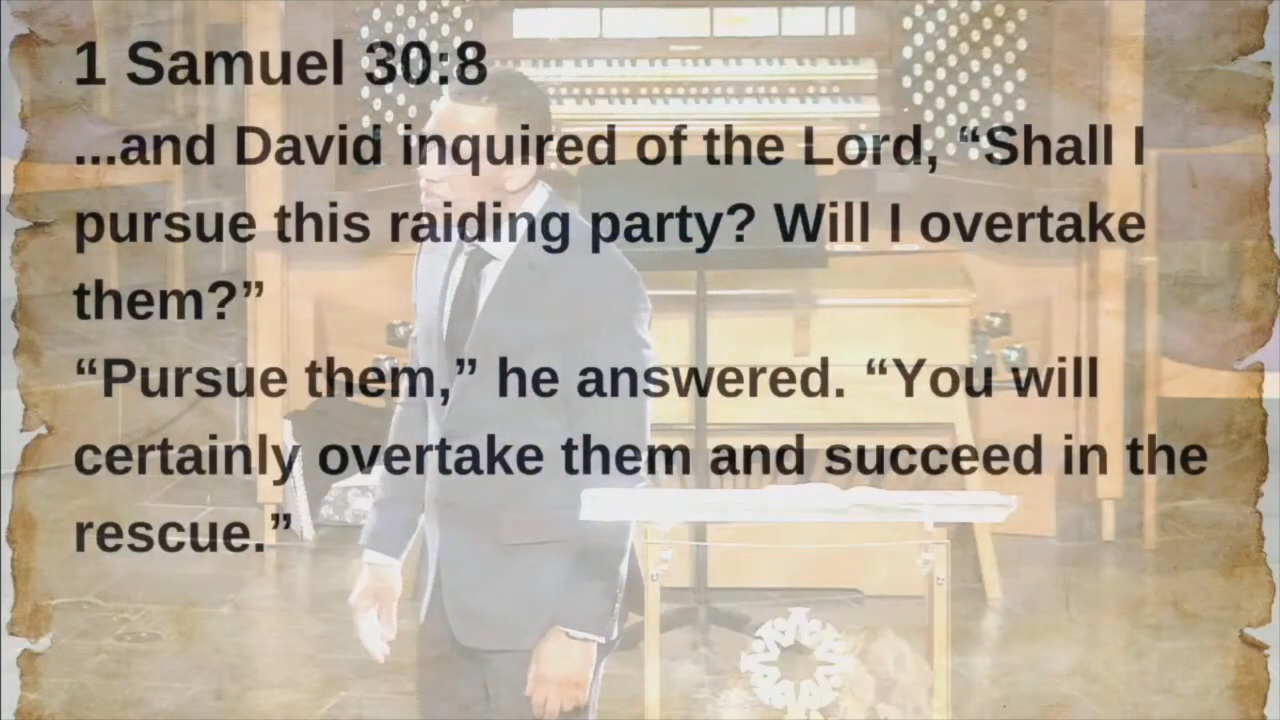 1 Samuel 30:8
...and David inquired of the Lord, “Shall I
pursue this raiding party? Will I overtake
them?”
“Pursue them,” he answered. “You will
certainly overtake them and succeed in the
rescue.”